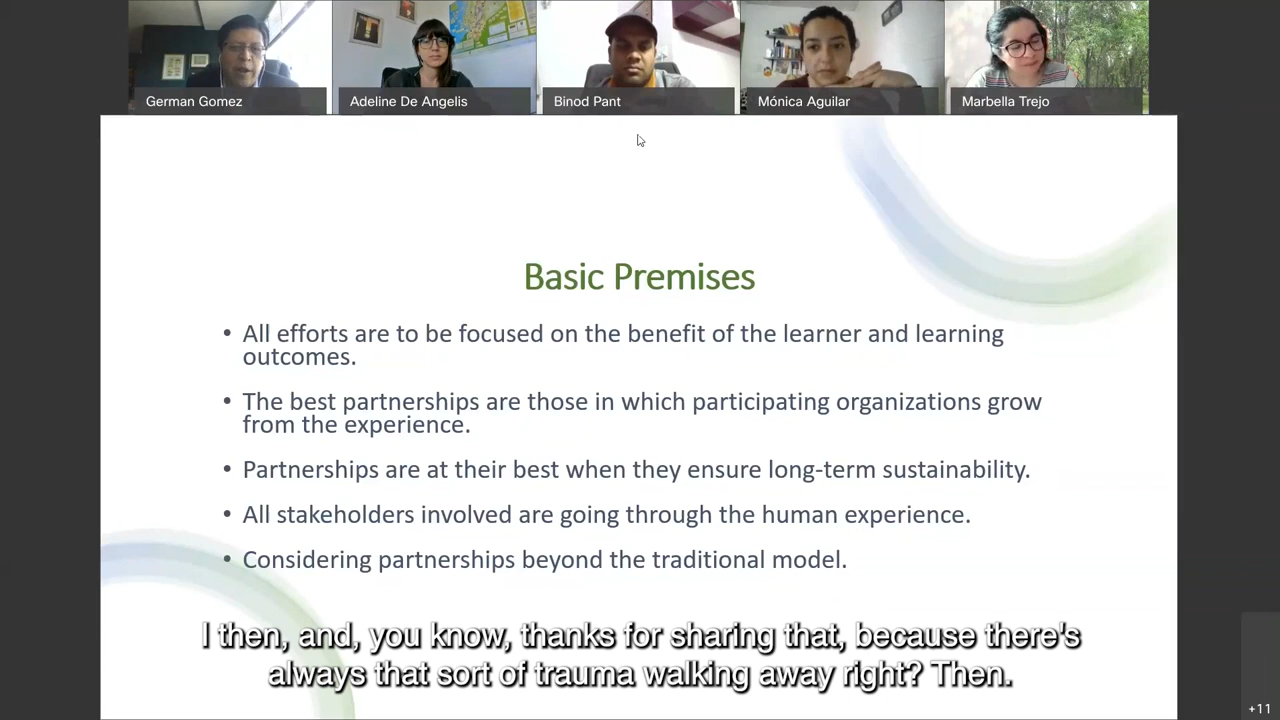 German Gomez
Adeline De Angelis
Binod Pant
Mónica Aguilar
Marbella Trejo
Basic Premises
• All efforts are to be focused on the benefit of the learner and learning
outcomes.
• The best partnerships are those in which participating organizations grow
from the experience.
• Partnerships are at their best when they ensure long-term sustainability.
• All stakeholders involved are going through the human experience.
• Considering partnerships beyond the traditional model.
I then, and, you know, thanks for sharing that, because there's
always that sort of trauma walking away right? Then.
+11